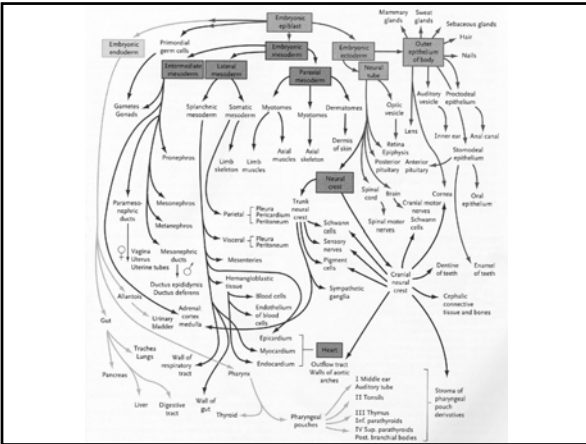 Embryonic
epiblast
Mammary
glands
Sweat
glands
Sebaceous glands
Hair
Nails
Embryonic
endoderm
Primordial
germ cells
Embryonic
mesoderm
Embryonic
ectoderm
Outer
epithelium
of body
Intermediate
mesoderm
Lateral
mesoderm
Paraxial
mesoderm
Neural
tube
Gametes
Gonads
Splanchnic
mesoderm
Somatic
mesoderm
Myotomes
Myotomes
Dermatomes
Optic
vesicle
Auditory
vesicle
Proctodeal
epithelium
Lens
Inner ear
Anal canal
Pronephros
Limb
skeleton
Limb
muscles
Axial
muscles
Axial
skeleton
Dermis
of skin
Retina
Epiphysis
Posterior
pituitary
Anterior
pituitary
Stomodeal
epithelium
Neural
crest
Cornea
Oral
epithelium
Parameso-
nephric
ducts
Mesonephros
Metanephros
Parietal
Pleura
Pericardium
Peritoneum
Trunk
neural
crest
Spinal
cord
Brain
Cranial motor
nerves
Spinal motor
nerves
Schwann
cells
Schwann
cells
♀
Vagina
Uterus
Uterine tubes
Mesonephric
ducts
♂
Visceral
Pleura
Peritoneum
Sensory
nerves
Mesenteries
Pigment
cells
Ductus epididymis
Ductus deferens
Hemangioblastic
tissue
Sympathetic
ganglia
Cranial
neural
crest
Dentine
of teeth
Enamel
of teeth
Allantois
Urinary
bladder
Adrenal
cortex
medulla
Blood cells
Endothelium
of blood
cells
Cephalic
connective
tissue and bones
Gut
Epicardium
Myocardium
Endocardium
Heart
Trachea
Lungs
Wall of
respiratory
tract
Outflow tract
Walls of aortic
arches
Pancreas
Pharynx
Liver
Digestive
tract
Wall of
gut
Thyroid
Pharyngeal
pouches
I Middle ear
Auditory tube
II Tonsils
III Thymus
Inf. parathyroids
IV Sup. parathyroids
Post. branchial bodies
Stroma of
pharyngeal
pouch
derivatives